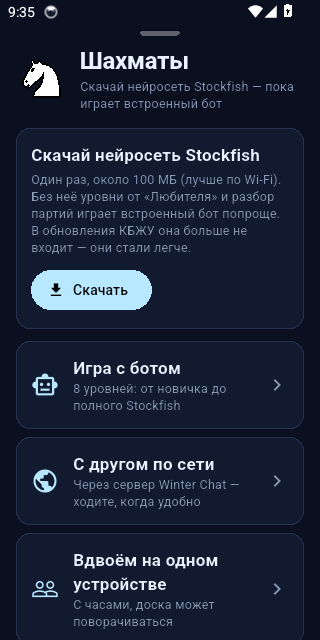 9:35
Шахматы
Скачай нейросеть Stockfish — пока
играет встроенный бот
Скачай нейросеть Stockfish
Один раз, около 100 МБ (лучше по Wi-Fi).
Без неё уровни от «Любителя» и разбор
партий играет встроенный бот попроще.
В обновления КБЖУ она больше не
входит — они стали легче.
Скачать
Игра с ботом
8 уровней: от новичка до
полного Stockfish
С другом по сети
Через сервер Winter Chat —
ходите, когда удобно
Вдвоём на одном
устройстве
С часами, доска может
поворачиваться